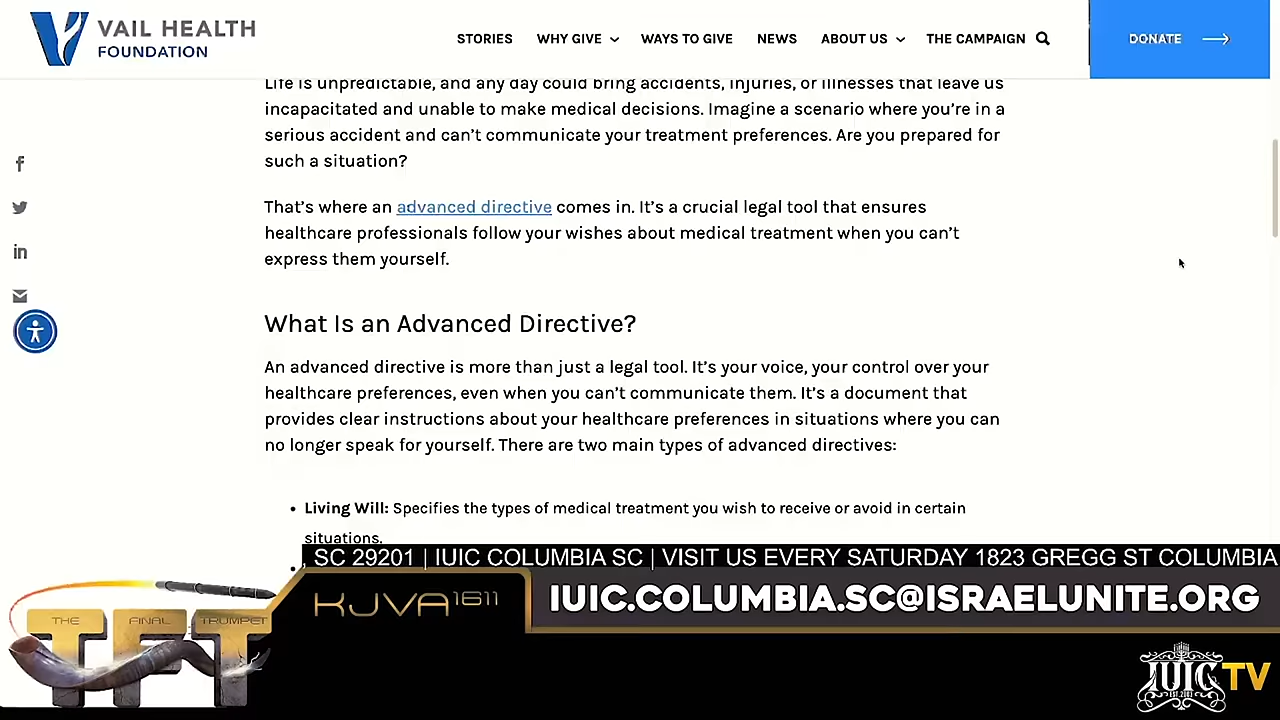 VAIL HEALTH
FOUNDATION
STORIES WHY GIVE WAYS TO GIVE NEWS ABOUT US THE CAMPAIGN DONATE
Life is unpredictable, and any day could bring accidents, injuries, or illnesses that leave us
incapacitated and unable to make medical decisions. Imagine a scenario where you’re in a
serious accident and can’t communicate your treatment preferences. Are you prepared for
such a situation?
That’s where an advanced directive comes in. It’s a crucial legal tool that ensures
healthcare professionals follow your wishes about medical treatment when you can’t
express them yourself.
What Is an Advanced Directive?
An advanced directive is more than just a legal tool. It’s your voice, your control over your
healthcare preferences, even when you can’t communicate them. It’s a document that
provides clear instructions about your healthcare preferences in situations where you can
no longer speak for yourself. There are two main types of advanced directives:
• Living Will: Specifies the types of medical treatment you wish to receive or avoid in certain
situations.
, SC 29201 | IUIC COLUMBIA SC | VISIT US EVERY SATURDAY 1823 GREGG ST COLUMBIA
KJVA 1611
IUIC.COLUMBIA.SC@ISRAELUNITE.ORG
THE FINAL TRUMPET
TFT
IUIC TV
EST. 2003